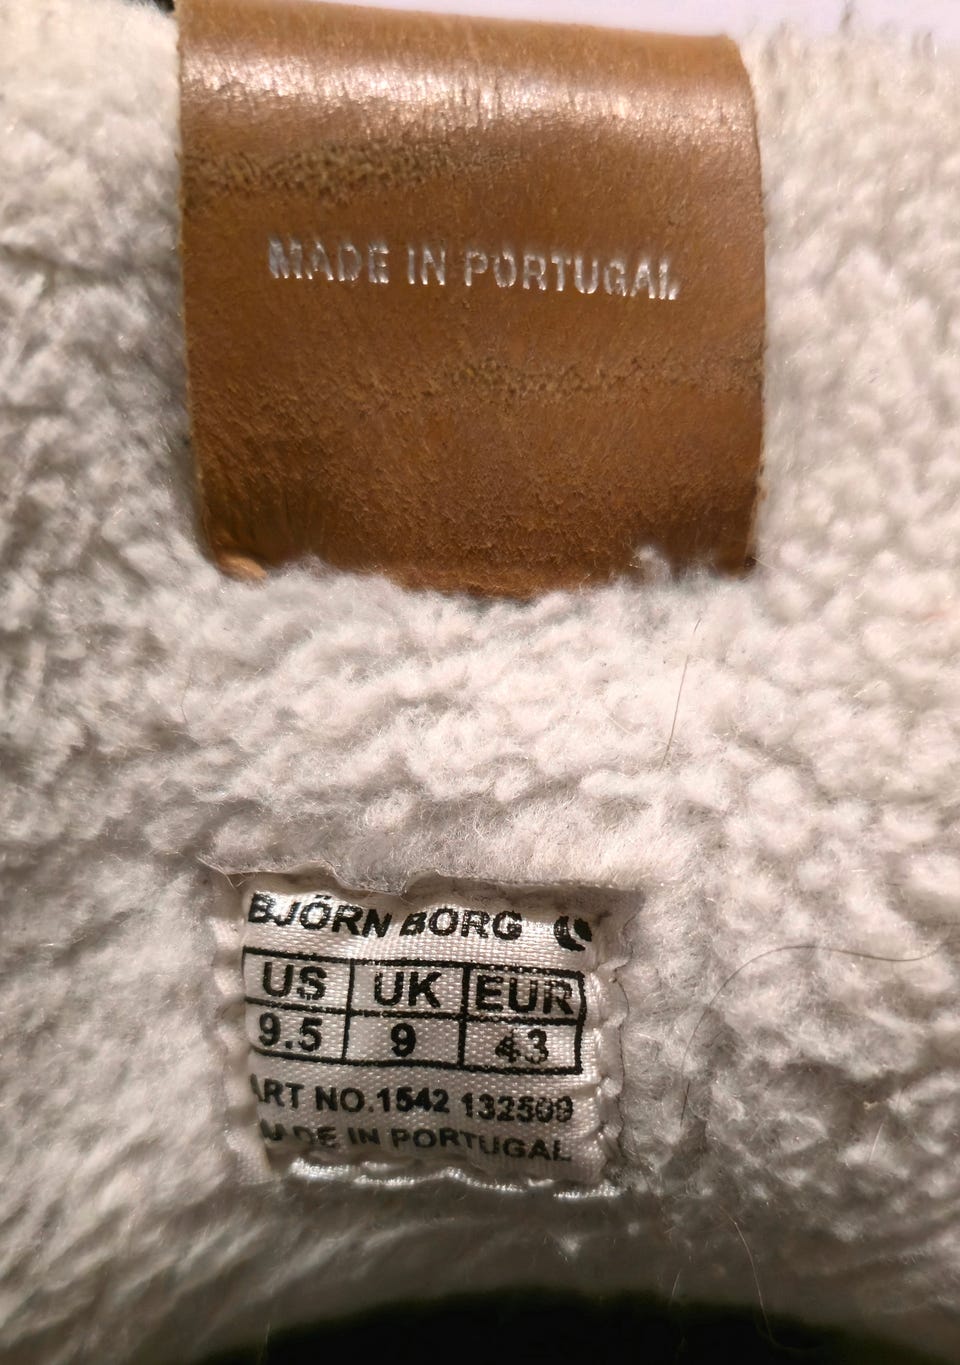 MADE IN PORTUGAL
BJÖRN BORG
US UK EUR
9.5 9 43
ART NO.1542 132509
MADE IN PORTUGAL